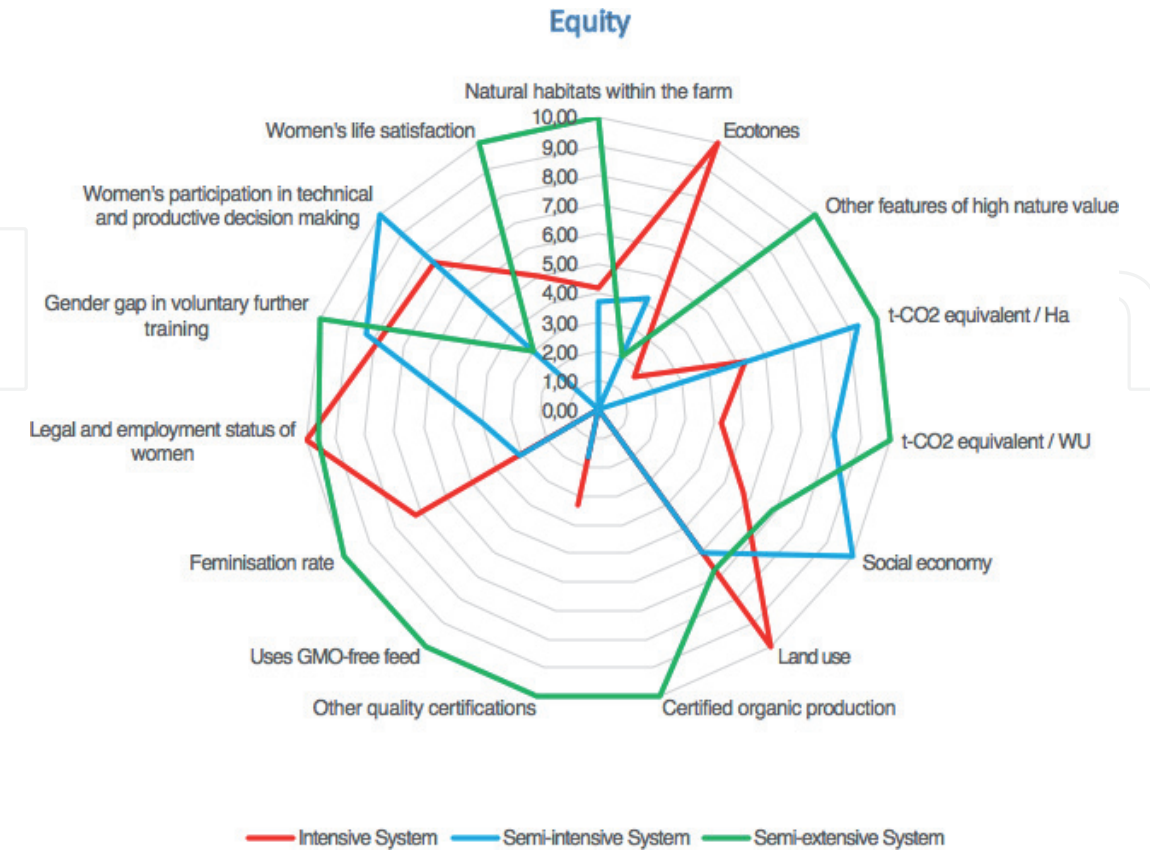 Equity
Natural habitats within the farm
Women's life satisfaction
Ecotones
10,00
9,00
8,00
7,00
6,00
5,00
4,00
3,00
2,00
1,00
0,00
Women's participation in technical
and productive decision making
Other features of high nature value
Gender gap in voluntary further
training
t-CO2 equivalent / Ha
Legal and employment status of
women
t-CO2 equivalent / WU
Feminisation rate
Social economy
Uses GMO-free feed
Land use
Other quality certifications
Certified organic production
Intensive System
Semi-intensive System
Semi-extensive System